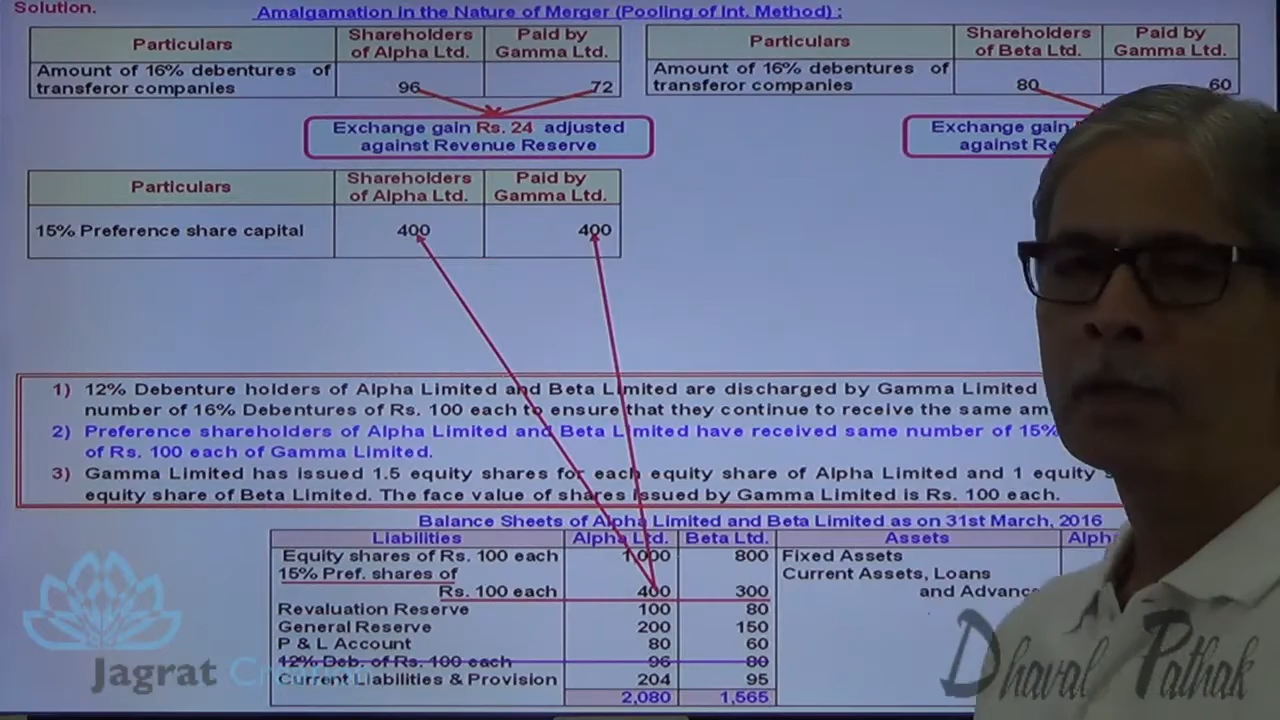 Solution.
Amalgamation in the Nature of Merger (Pooling of Int. Method) :
Particulars
Shareholders of Alpha Ltd.
Paid by Gamma Ltd.
Amount of 16% debentures of transferor companies
96
72
Particulars
Shareholders of Beta Ltd.
Paid by Gamma Ltd.
Amount of 16% debentures of transferor companies
80
60
Exchange gain Rs. 24 adjusted
against Revenue Reserve
Exchange gain
against
Particulars
Shareholders of Alpha Ltd.
Paid by Gamma Ltd.
15% Preference share capital
400
400
1) 12% Debenture holders of Alpha Limited and Beta Limited are discharged by Gamma Limited
number of 16% Debentures of Rs. 100 each to ensure that they continue to receive the same
2) Preference shareholders of Alpha Limited and Beta Limited have received same number of 15%
of Rs. 100 each of Gamma Limited.
3) Gamma Limited has issued 1.5 equity shares for each equity share of Alpha Limited and 1 equity
equity share of Beta Limited. The face value of shares issued by Gamma Limited is Rs. 100 each.
Balance Sheets of Alpha Limited and Beta Limited as on 31st March, 2016
Liabilities Alpha Ltd. Beta Ltd. Assets Alpha
Equity shares of Rs. 100 each 1,000 800 Fixed Assets
15% Pref. shares of Current Assets, Loans
Rs. 100 each 400 300 and
Revaluation Reserve 100 80
General Reserve 200 150
P & L Account 80 60
12% Deb. of Rs. 100 each 96 80
Current Liabilities & Provision 204 95
2,080 1,565
Jagrat
Dhaval Pathak